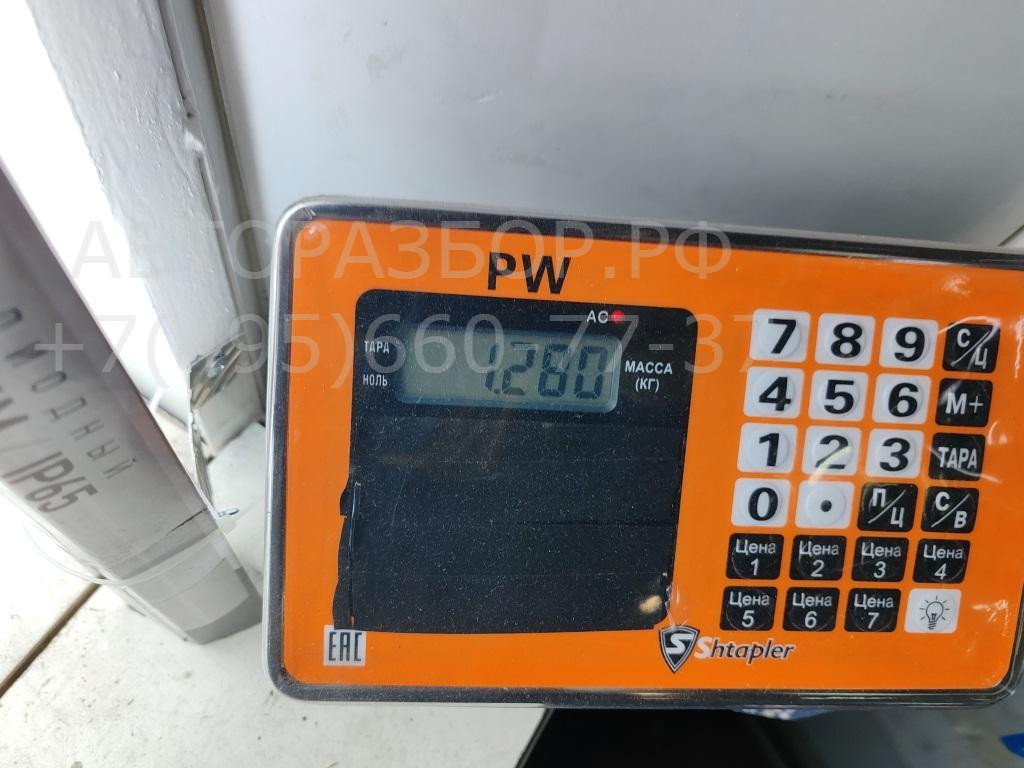 АВТОРАЗБОР.РФ
+7(495)660-77-37
PW
AC
ТАРА
НОЛЬ
1.280
МАССА
(КГ)
7 8 9 С/Ц
4 5 6 М+
1 2 3 ТАРА
0 • П/Ц С/В
Цена 1 Цена 2 Цена 3 Цена 4
Цена 5 Цена 6 Цена 7
EAC
S Shtapler
/IP65